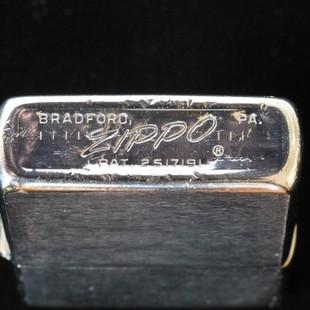 BRADFORD, PA.
ZIPPO ®
PAT. 2517191